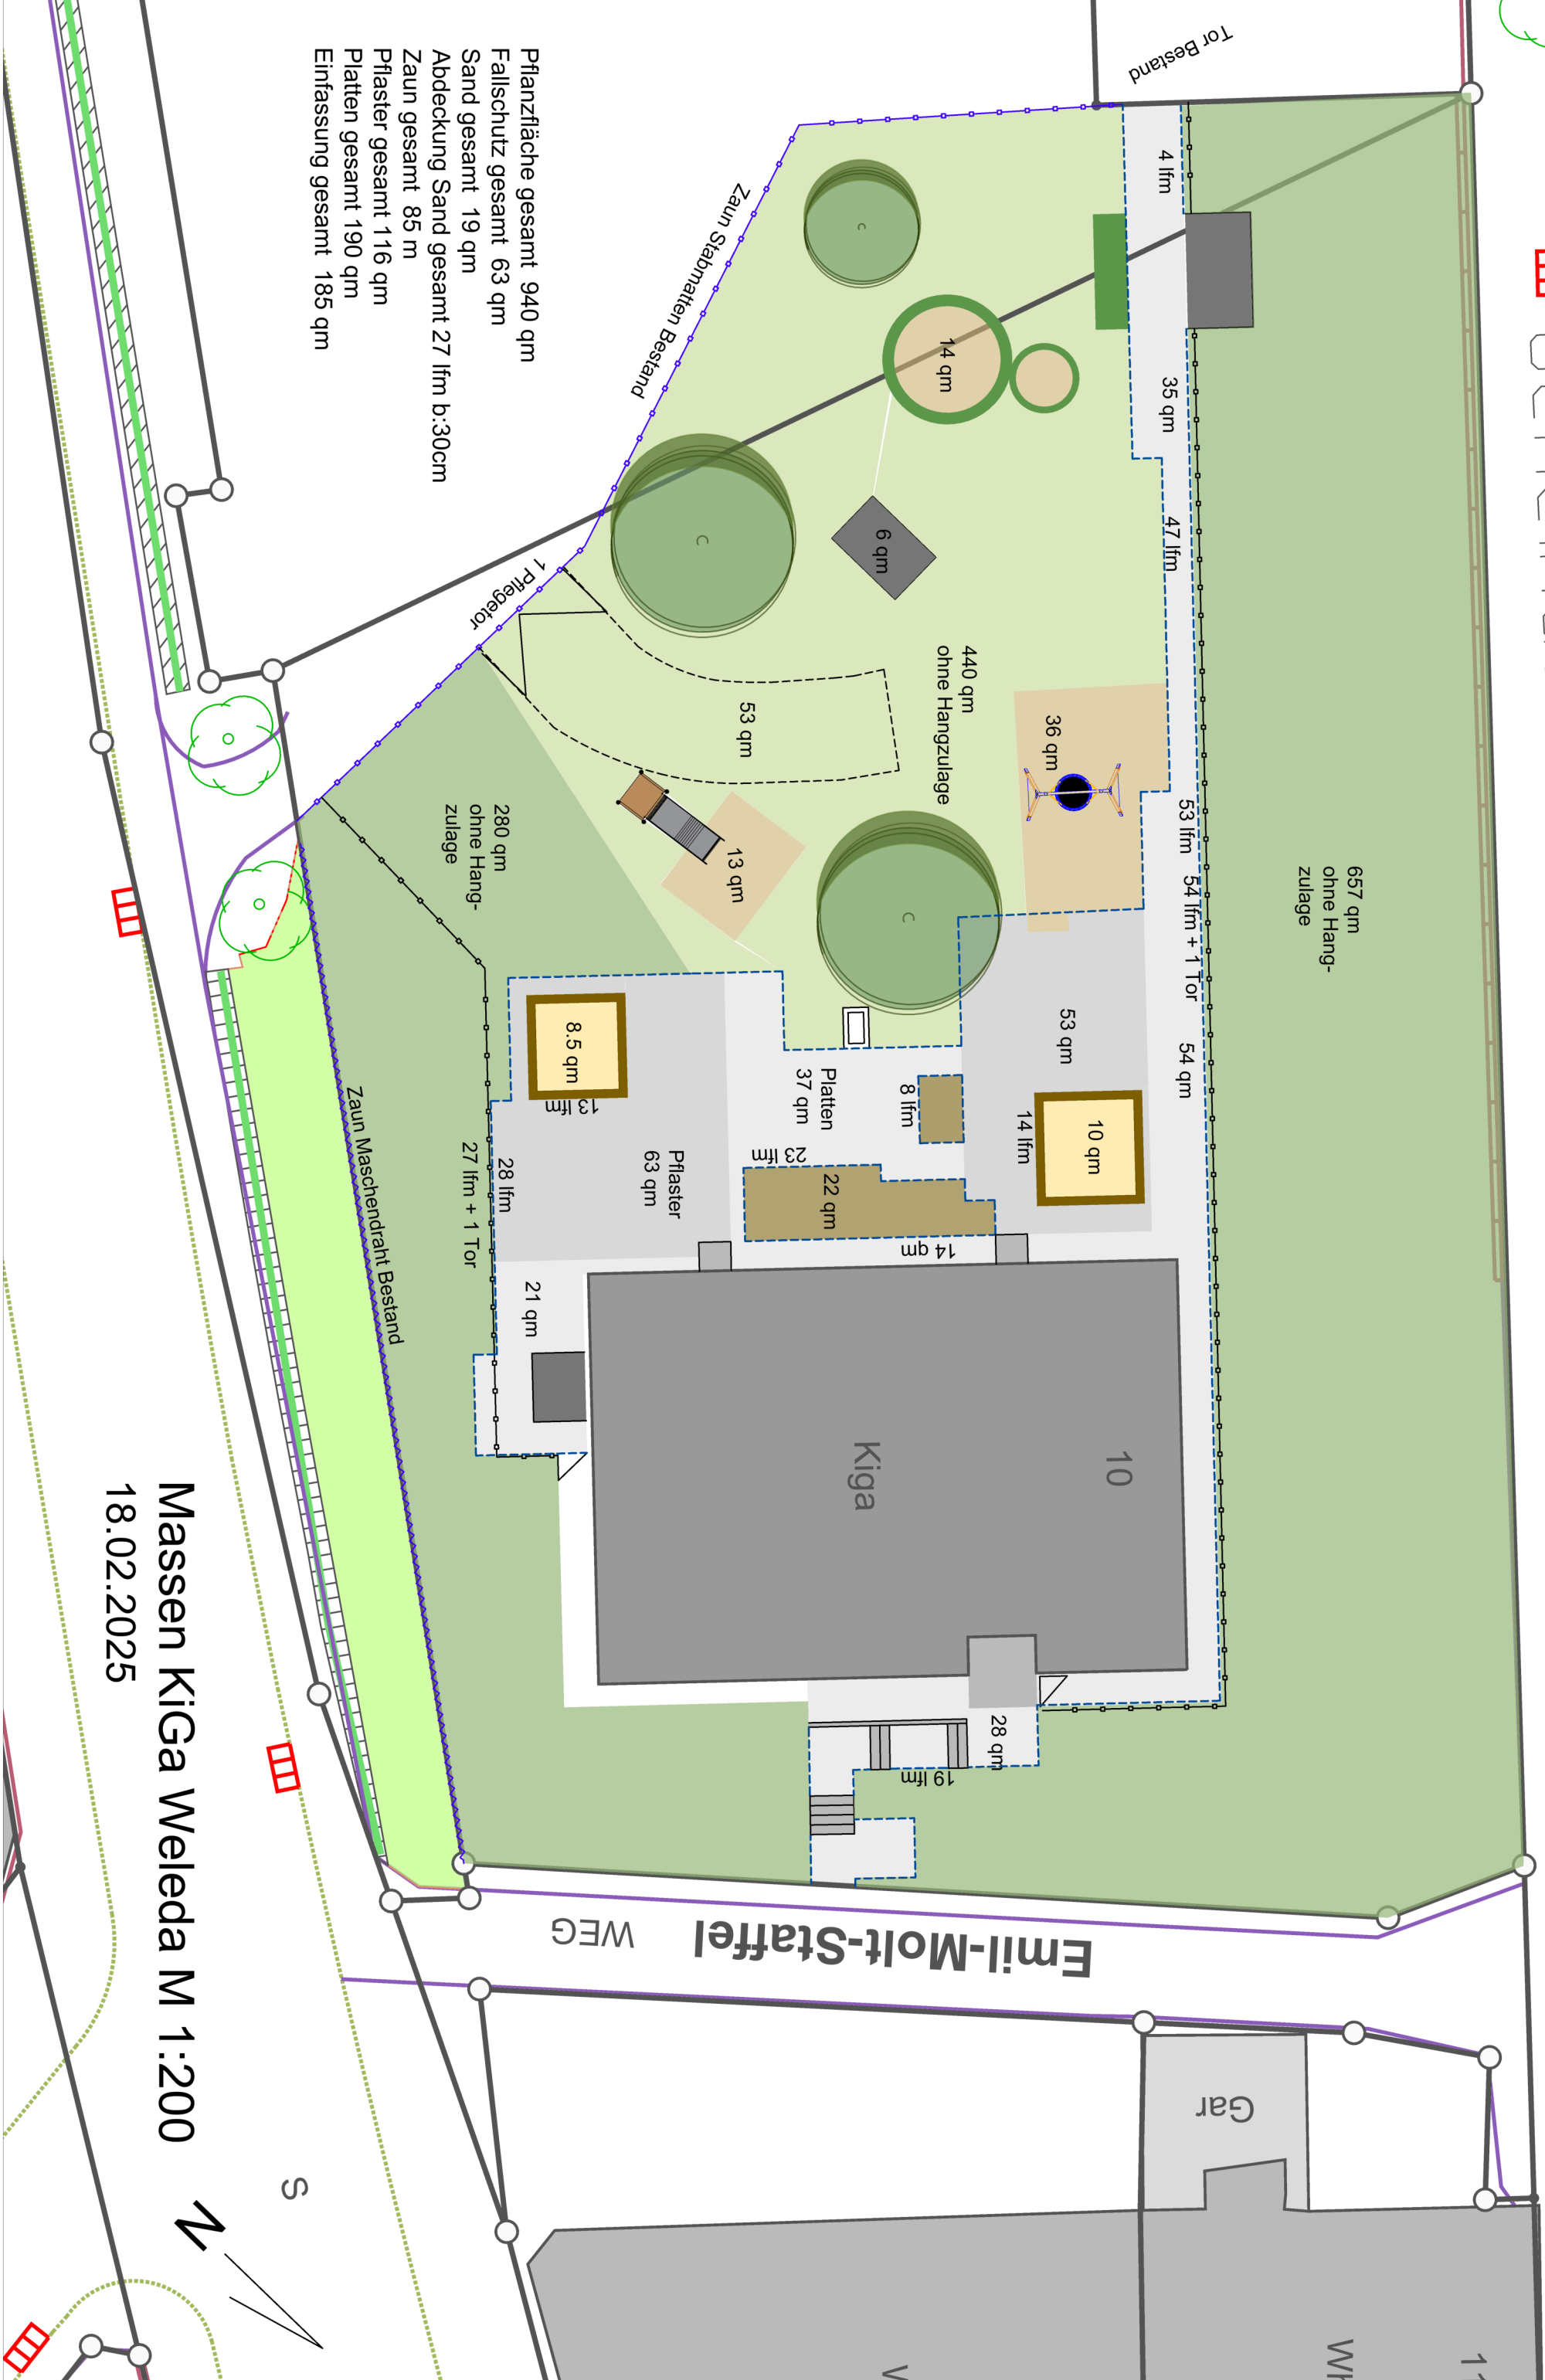 Massen KiGa Weleda M 1:200
18.02.2025
Pflanzfläche gesamt 940 qm
Fallschutz gesamt 63 qm
Sand gesamt 19 qm
Abdeckung Sand gesamt 27 lfm b:30cm
Zaun gesamt 85 m
Pflaster gesamt 116 qm
Platten gesamt 190 qm
Einfassung gesamt 185 qm
Tor Bestand
4 lfm
Zaun Stabmatten Bestand
14 qm
35 qm
6 qm
47 lfm
1 Pflegetor
440 qm
ohne Hangzulage
53 qm
36 qm
13 qm
280 qm
ohne Hang-
zulage
53 lfm
54 lfm + 1 Tor
657 qm
ohne Hang-
zulage
53 qm
54 qm
8.5 qm
13 lfm
Platten
37 qm
8 lfm
14 lfm
10 qm
23 lfm
22 qm
14 qm
Pflaster
63 qm
28 lfm
27 lfm + 1 Tor
Zaun Maschendraht Bestand
21 qm
Kiga
10
28 qm
19 lfm
Emil-Molt-Staffel
WEG
Gar
S
N
C
C
C